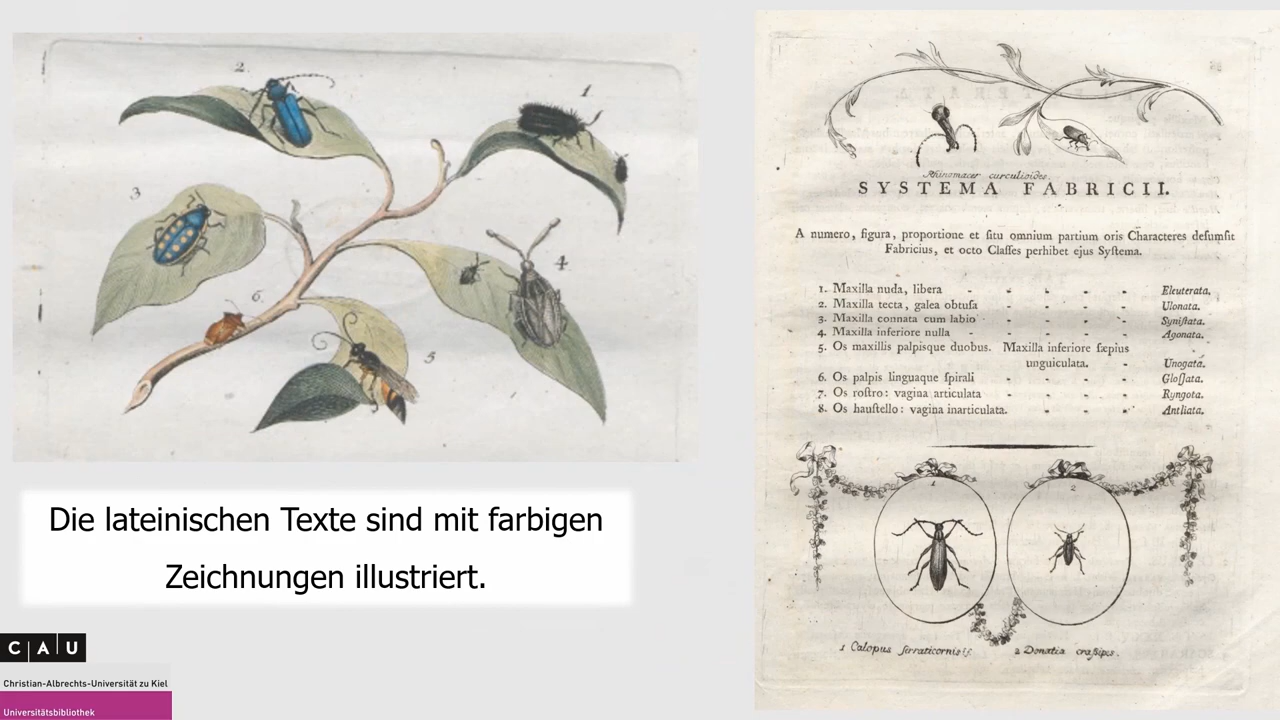 2.
1
3
4
6.
5
Die lateinischen Texte sind mit farbigen
Zeichnungen illustriert.
CAU
Christian-Albrechts-Universität zu Kiel
Universitätsbibliothek
Rhinomacer curculioides.
SYSTEMA FABRICII.
A numero, figura, proportione et ſitu omnium partium oris Characteres deſumſit
Fabricius, et octo Claſſes perhibet ejus Syſtema.
1. Maxilla nuda, libera - - - - - Eleuterata.
2. Maxilla tecta, galea obtuſa - - - - Ulonata.
3. Maxilla connata cum labio - - - - Syniſtata.
4. Maxilla inferiore nulla - - - - - Agonata.
5. Os maxillis palpisque duobus. Maxilla inferiore ſæpius
unguiculata. - Unogata.
6. Os palpis linguaque ſpirali - - - - Gloſſata.
7. Os roſtro: vagina articulata - - - - Ryngota.
8. Os hauſtello: vagina inarticulata. - - - Antliata.
1 2
1 Calopus ſerraticornis. 2 Donatia craſsipes.